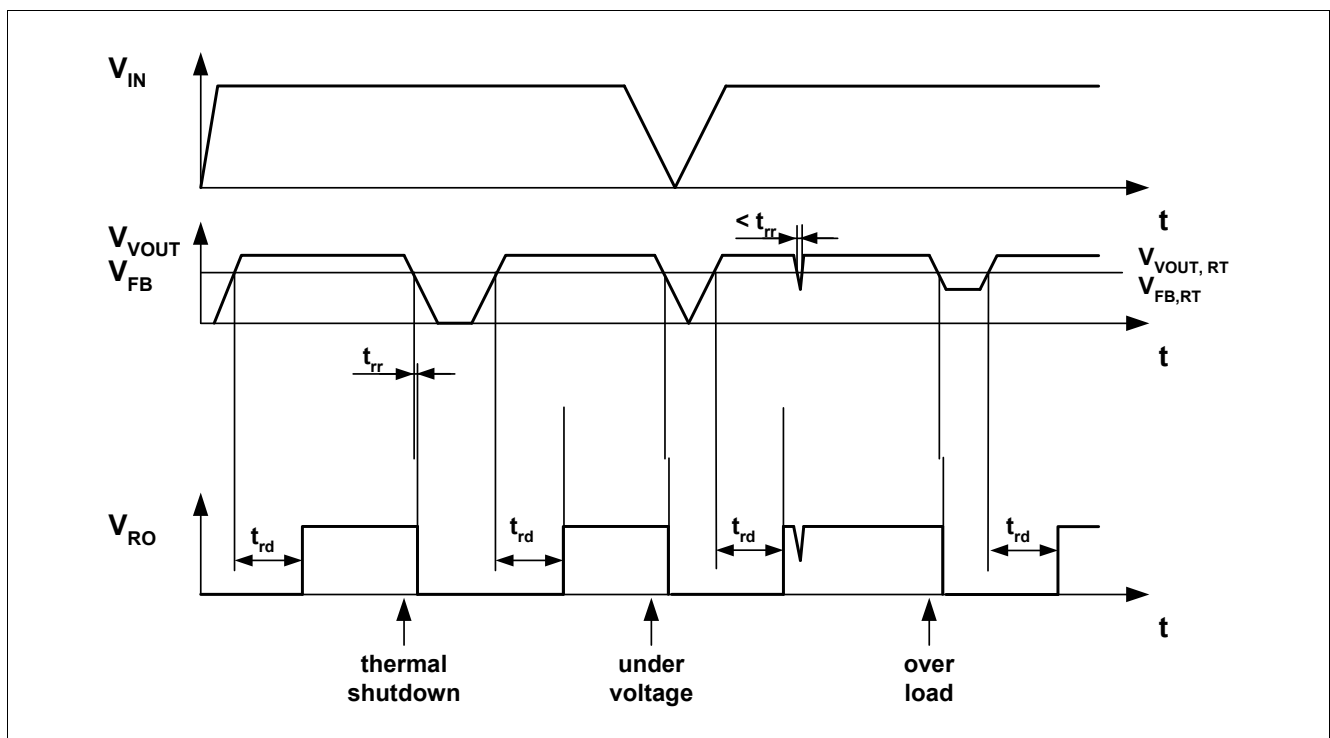 V_IN
t
< t_rr
V_VOUT
V_FB
V_VOUT, RT
V_FB,RT
t
t_rr
V_RO
t_rd
t_rd
t_rd
t_rd
t
thermal
shutdown
under
voltage
over
load